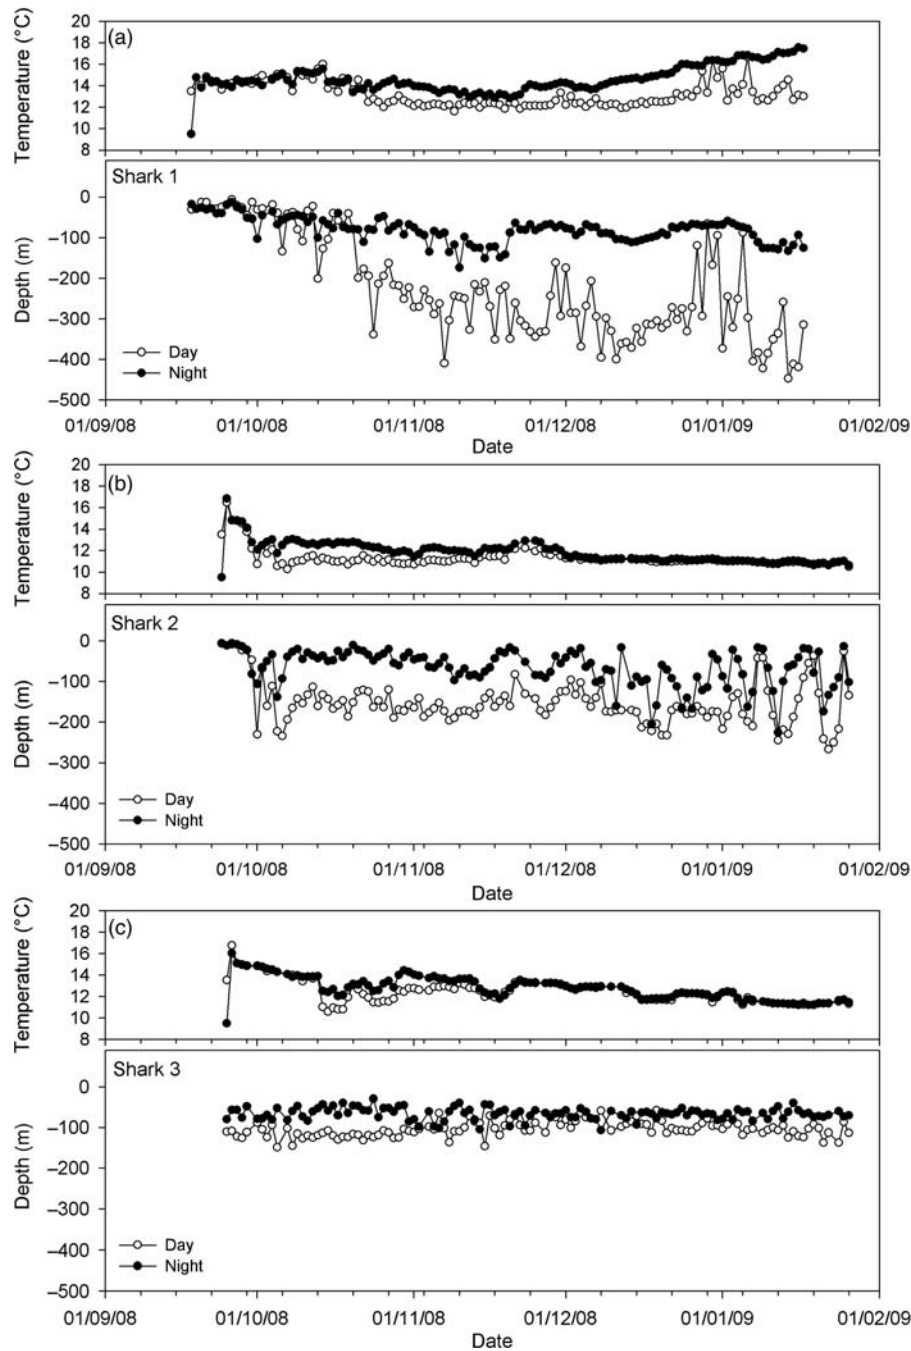 (a)
Temperature (°C)
20
18
16
14
12
10
8
Shark 1
Depth (m)
0
−100
−200
−300
−400
−500
Day
Night
01/09/08 01/10/08 01/11/08 01/12/08 01/01/09 01/02/09
Date
(b)
Temperature (°C)
20
18
16
14
12
10
8
Shark 2
Depth (m)
0
−100
−200
−300
−400
−500
Day
Night
01/09/08 01/10/08 01/11/08 01/12/08 01/01/09 01/02/09
Date
(c)
Temperature (°C)
20
18
16
14
12
10
8
Shark 3
Depth (m)
0
−100
−200
−300
−400
−500
Day
Night
01/09/08 01/10/08 01/11/08 01/12/08 01/01/09 01/02/09
Date